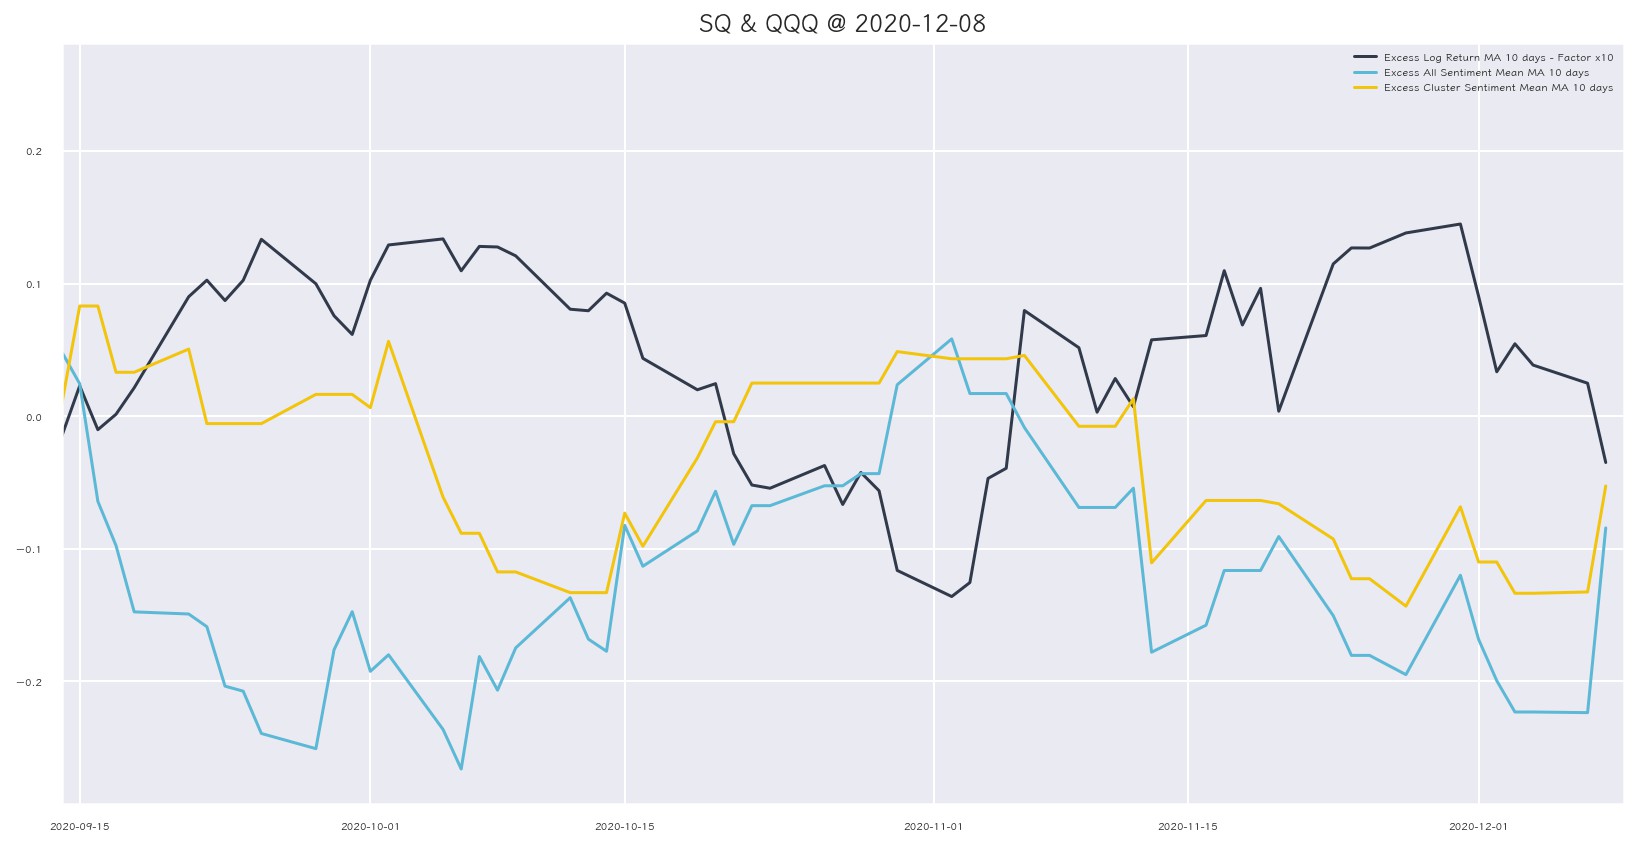 SQ & QQQ @ 2020-12-08
Excess Log Return MA 10 days - Factor x10
Excess All Sentiment Mean MA 10 days
Excess Cluster Sentiment Mean MA 10 days
0.2
0.1
0.0
−0.1
−0.2
2020-09-15 2020-10-01 2020-10-15 2020-11-01 2020-11-15 2020-12-01